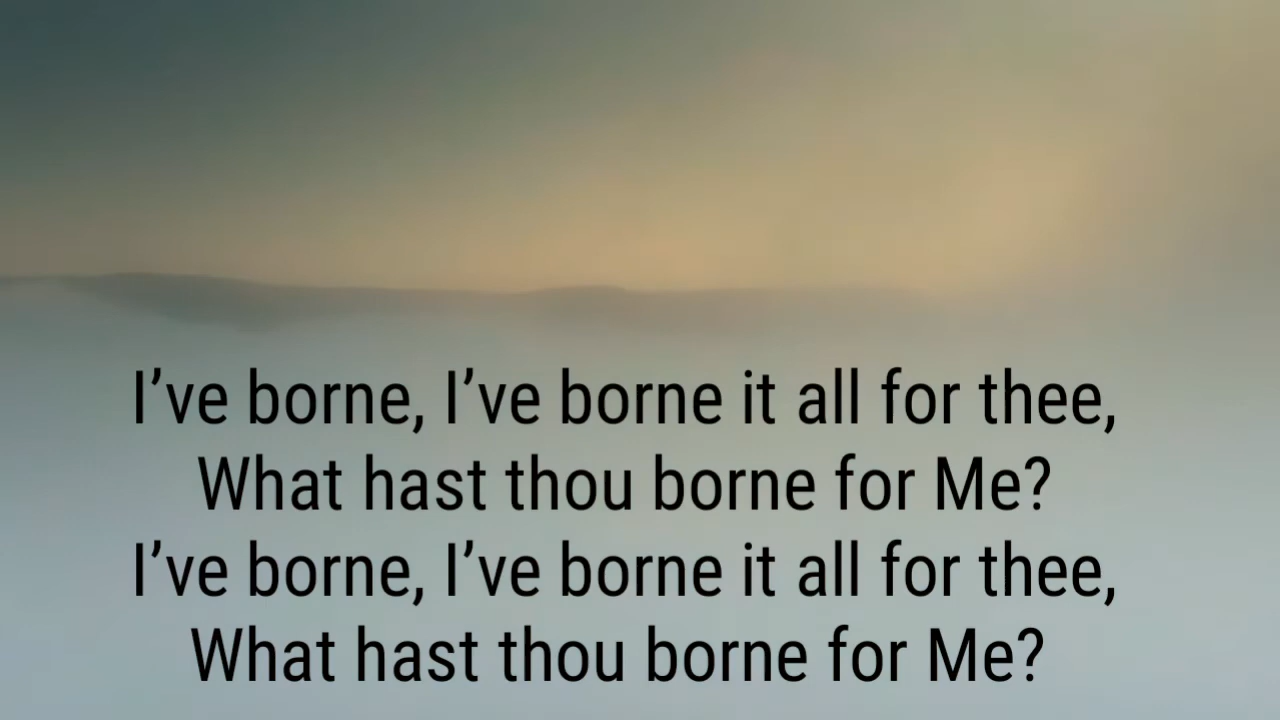 I’ve borne, I’ve borne it all for thee,
What hast thou borne for Me?
I’ve borne, I’ve borne it all for thee,
What hast thou borne for Me?